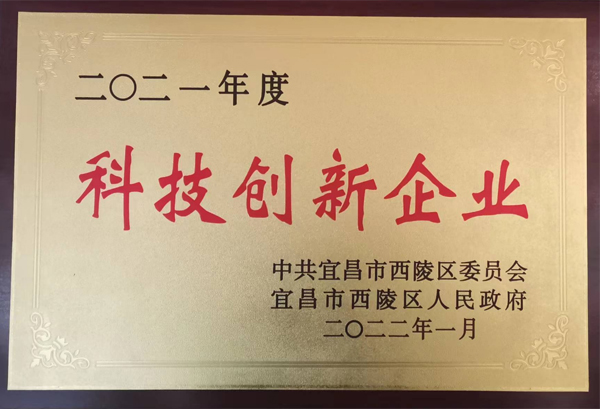 二〇二一年度
科技创新企业
中共宜昌市西陵区委员会
宜昌市西陵区人民政府
二〇二二年一月